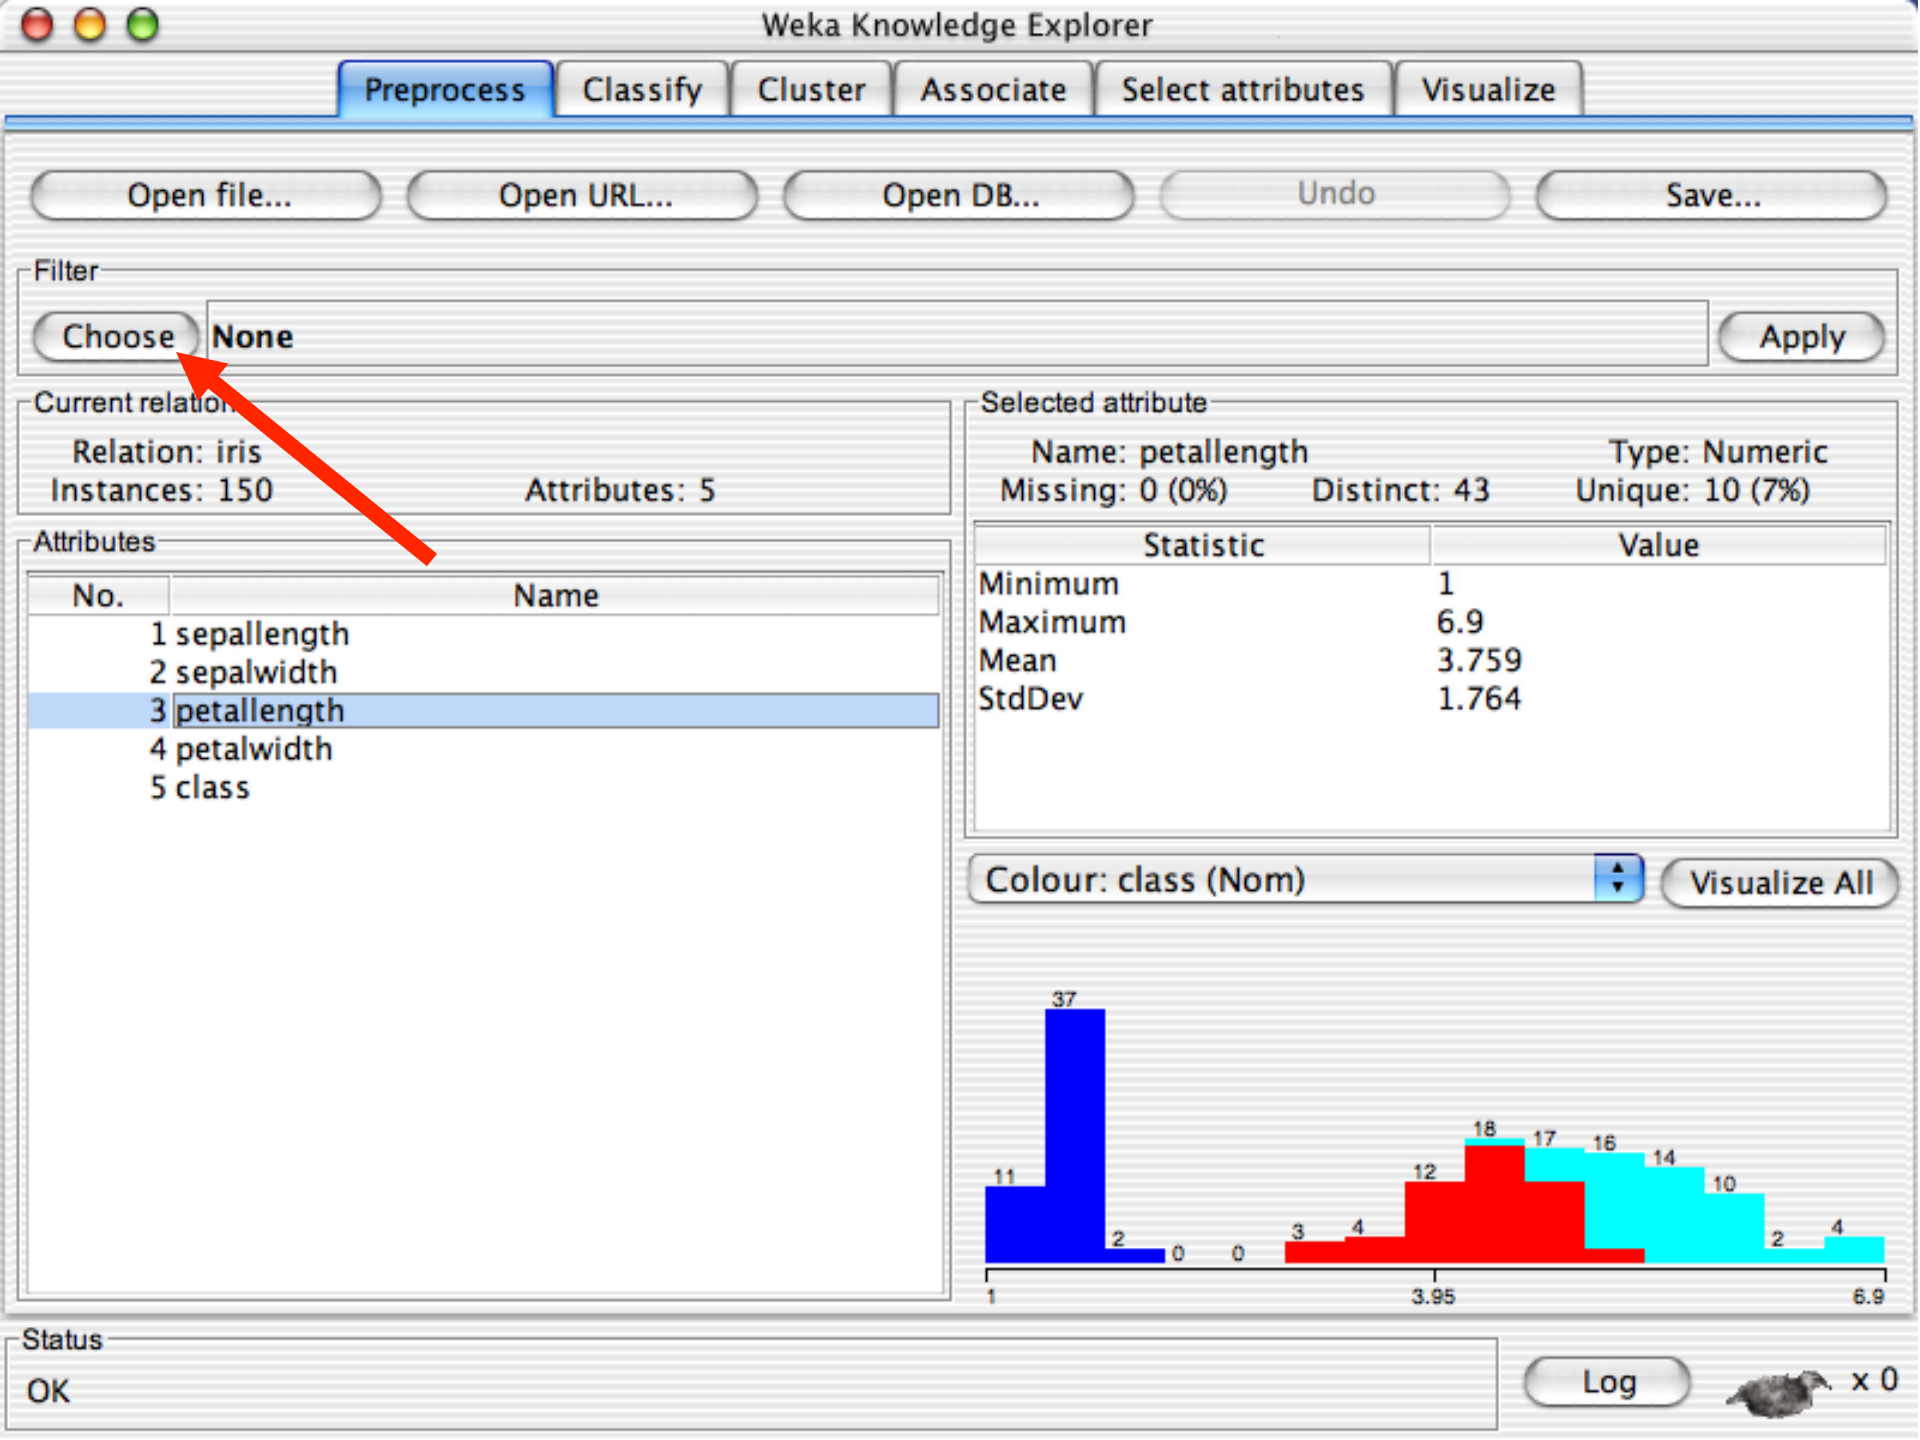 Weka Knowledge Explorer
Preprocess Classify Cluster Associate Select attributes Visualize
Open file... Open URL... Open DB... Undo Save...
Filter
Choose None Apply
Current relation
Relation: iris
Instances: 150 Attributes: 5
Attributes
No. Name
1 sepallength
2 sepalwidth
3 petallength
4 petalwidth
5 class
Selected attribute
Name: petallength Type: Numeric
Missing: 0 (0%) Distinct: 43 Unique: 10 (7%)
Statistic Value
Minimum 1
Maximum 6.9
Mean 3.759
StdDev 1.764
Colour: class (Nom) Visualize All
11 37 2 0 0 3 4 12 18 17 16 14 10 2 4
1 3.95 6.9
Status
OK
Log x 0